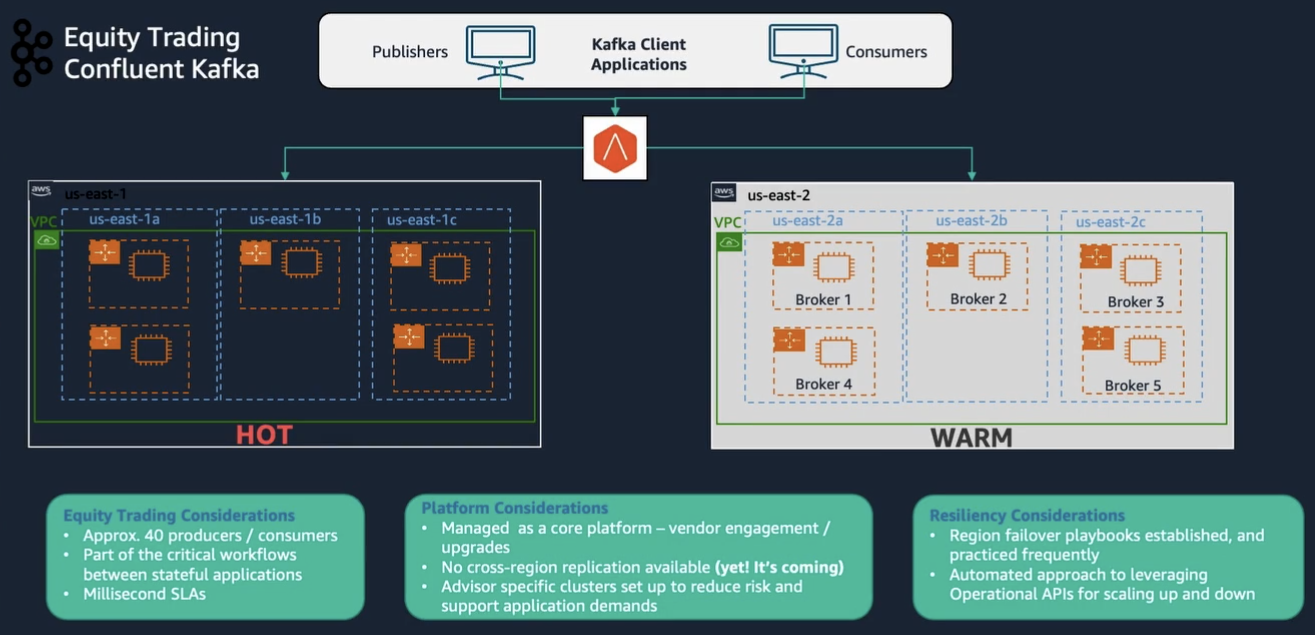 Equity Trading
Confluent Kafka
Publishers
Kafka Client
Applications
Consumers
aws
us-east-1
VPC
us-east-1a
us-east-1b
us-east-1c
HOT
aws
us-east-2
VPC
us-east-2a
us-east-2b
us-east-2c
Broker 1
Broker 2
Broker 3
Broker 4
Broker 5
WARM
Equity Trading Considerations
• Approx. 40 producers / consumers
• Part of the critical workflows
between stateful applications
• Millisecond SLAs
Platform Considerations
• Managed as a core platform – vendor engagement /
upgrades
• No cross-region replication available (yet! It's coming)
• Advisor specific clusters set up to reduce risk and
support application demands
Resiliency Considerations
• Region failover playbooks established, and
practiced frequently
• Automated approach to leveraging
Operational APIs for scaling up and down